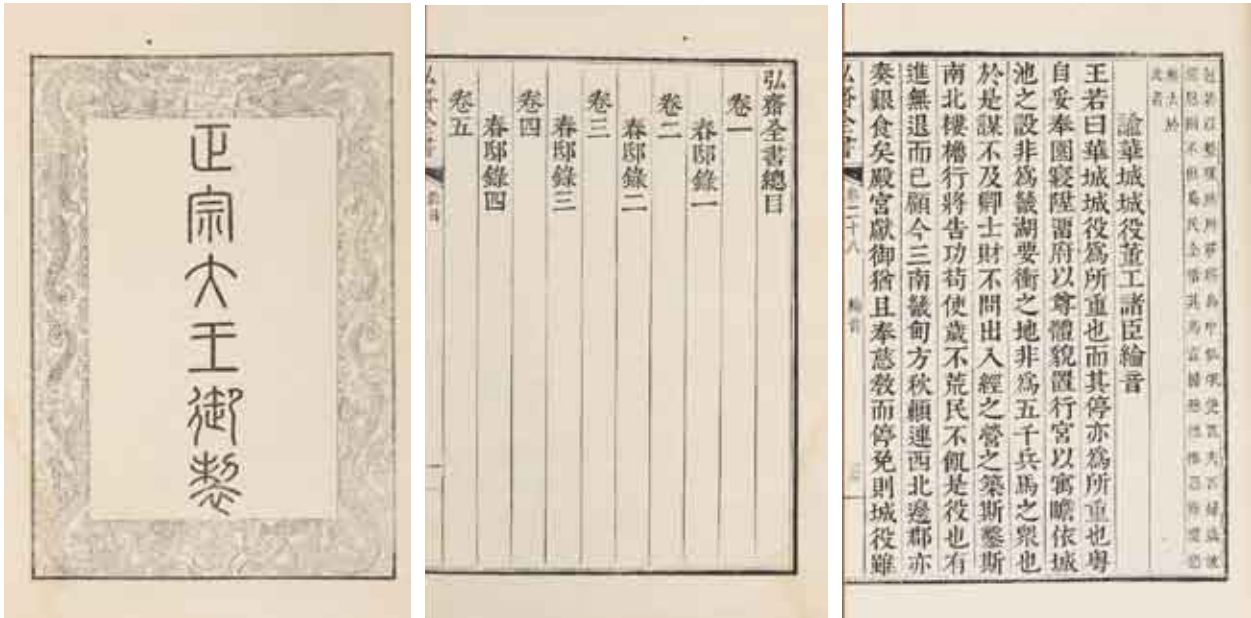 正宗大王御製
弘齋全書總目
卷一
春邸錄一
卷二
春邸錄二
卷三
春邸錄三
卷四
春邸錄四
卷五
弘齋全書
諭華城城役董工諸臣綸音
王若曰華城城役爲所重也而其停亦爲所重也粤
自妥奉園寢陞留府以尊體貌置行宮以寓瞻依城
池之設非爲畿湖要衝之地非爲五千兵馬之衆也
於是謀不及卿士財不問出入經之營之築斯鑿斯
南北樓櫓行將告功苟使歲不荒民不飢是役也有
進無退而已顧今三南畿甸方秋顑連西北邊郡亦
奏艱食矣殿宮獻御猶且奉慈敎而停免則城役雖
弘齋全書
卷二十八
綸音